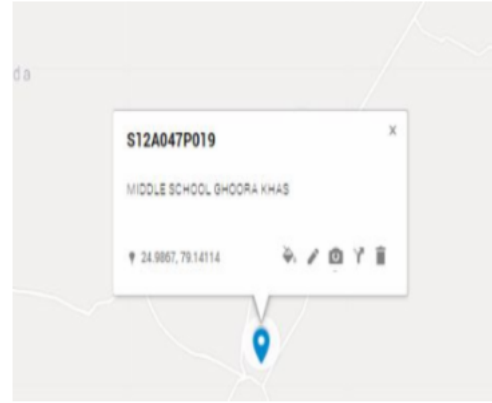 da
S12A047P019
x
MIDDLE SCHOOL GHOORA KHAS
24.9867, 79.14114